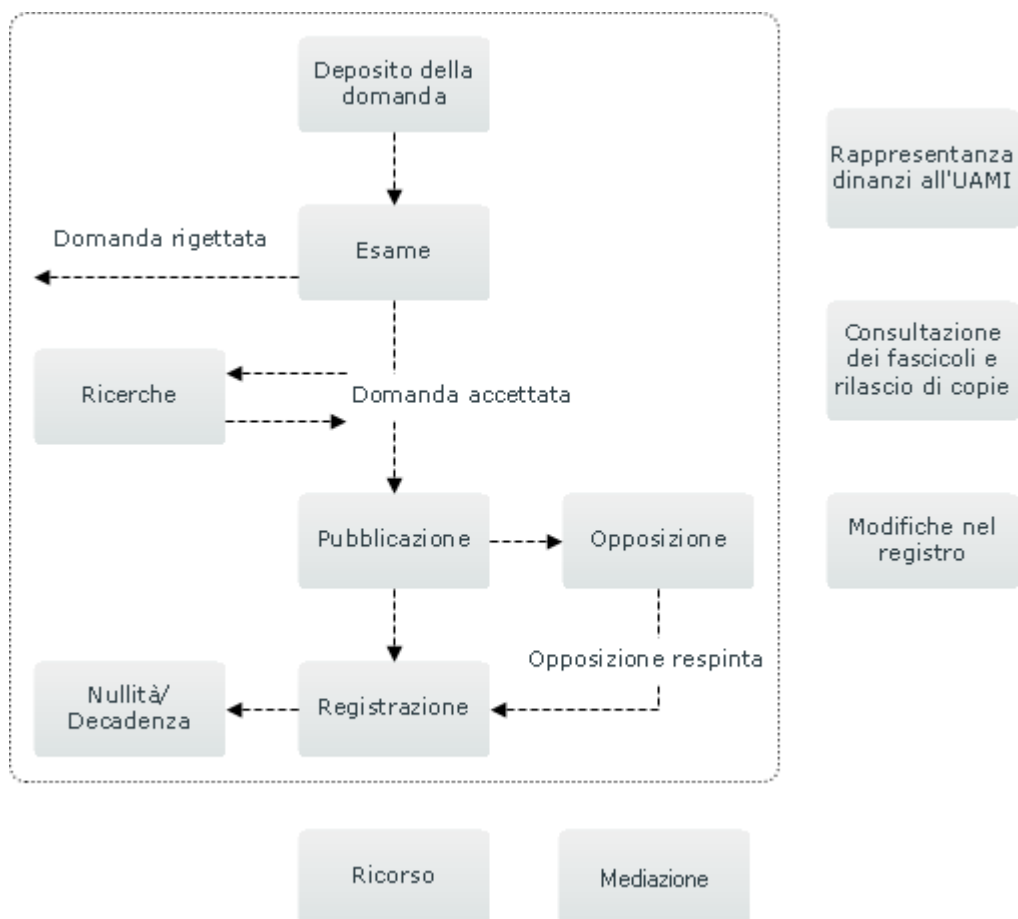 Deposito della
domanda
Rappresentanza
dinanzi all'UAMI
Domanda rigettata
Esame
Consultazione
dei fascicoli e
rilascio di copie
Ricerche
Domanda accettata
Pubblicazione
Opposizione
Modifiche nel
registro
Opposizione respinta
Nullità/
Decadenza
Registrazione
Ricorso
Mediazione